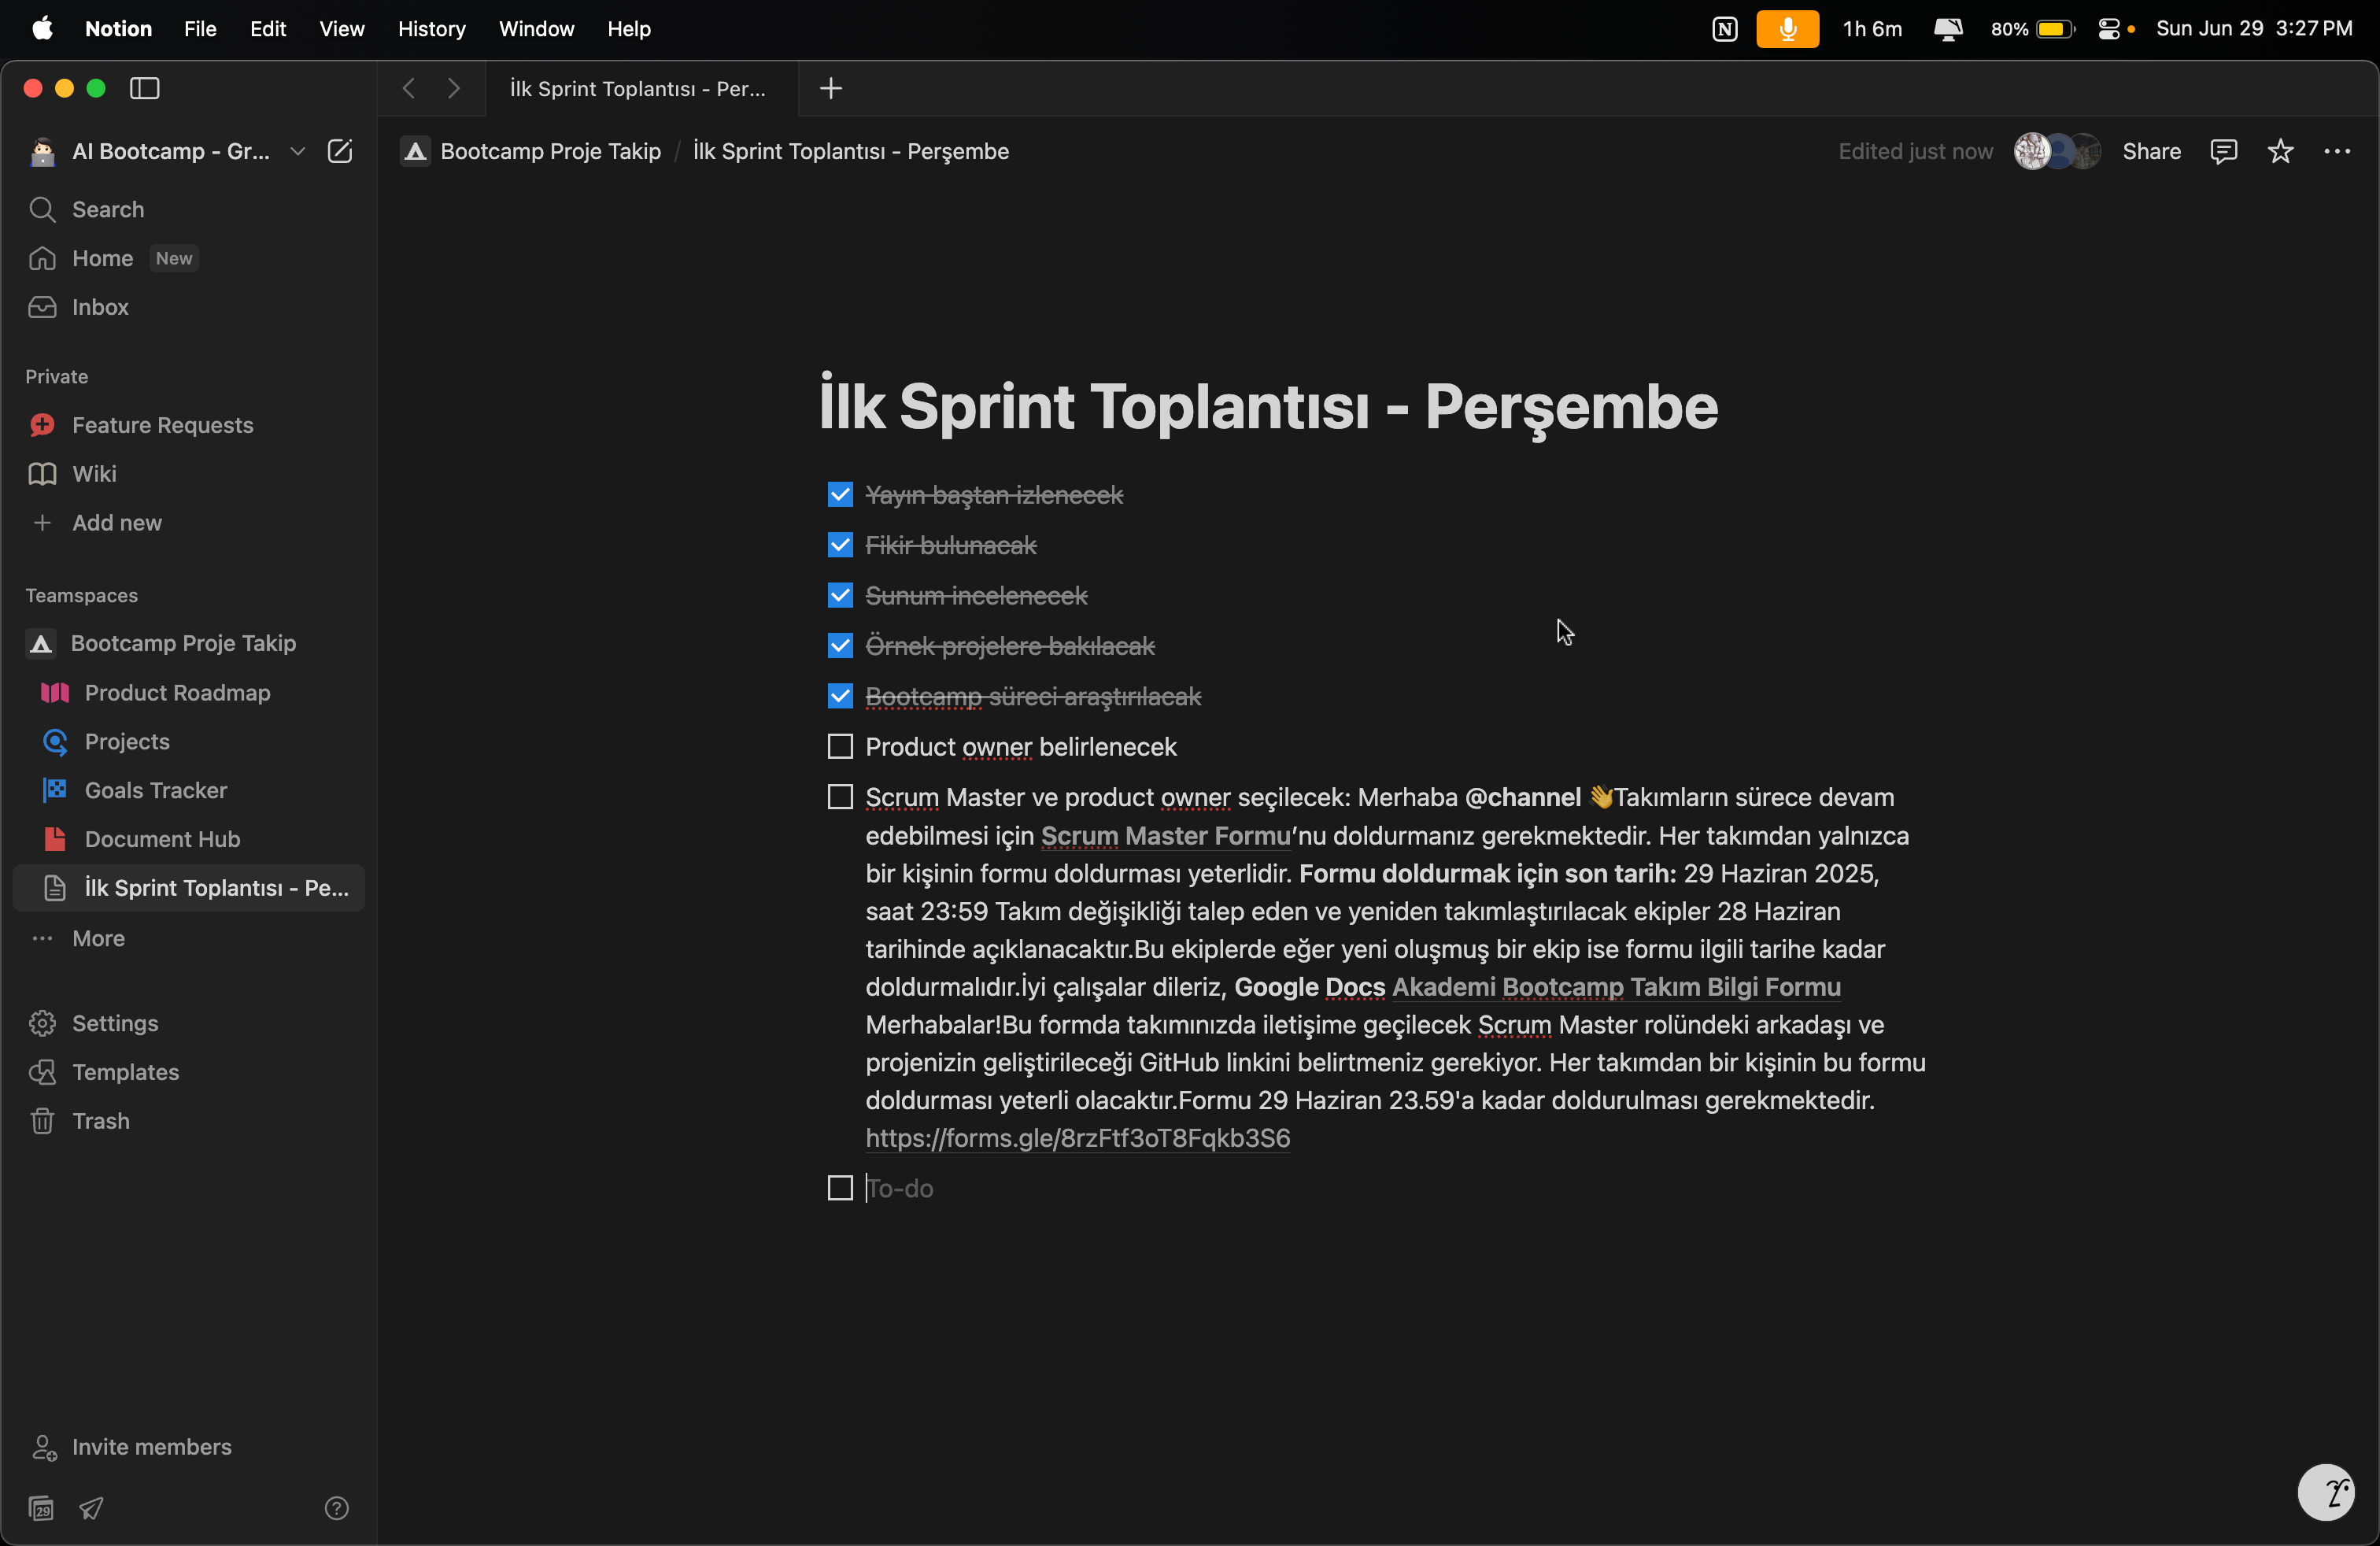 Notion File Edit View History Window Help
1h 6m 80% Sun Jun 29 3:27 PM
İlk Sprint Toplantısı - Per...
AI Bootcamp - Gr...
Bootcamp Proje Takip / İlk Sprint Toplantısı - Perşembe
Edited just now Share
Search
Home New
Inbox
Private
Feature Requests
Wiki
Add new
Teamspaces
Bootcamp Proje Takip
Product Roadmap
Projects
Goals Tracker
Document Hub
İlk Sprint Toplantısı - Pe...
More
Settings
Templates
Trash
Invite members
29
İlk Sprint Toplantısı - Perşembe
Yayın baştan izlenecek
Fikir bulunacak
Sunum incelenecek
Örnek projelere bakılacak
Bootcamp süreci araştırılacak
Product owner belirlenecek
Scrum Master ve product owner seçilecek: Merhaba @channel 👋Takımların sürece devam
edebilmesi için Scrum Master Formu’nu doldurmanız gerekmektedir. Her takımdan yalnızca
bir kişinin formu doldurması yeterlidir. Formu doldurmak için son tarih: 29 Haziran 2025,
saat 23:59 Takım değişikliği talep eden ve yeniden takımlaştırılacak ekipler 28 Haziran
tarihinde açıklanacaktır.Bu ekiplerde eğer yeni oluşmuş bir ekip ise formu ilgili tarihe kadar
doldurmalıdır.İyi çalışalar dileriz, Google Docs Akademi Bootcamp Takım Bilgi Formu
Merhabalar!Bu formda takımınızda iletişime geçilecek Scrum Master rolündeki arkadaşı ve
projenizin geliştirileceği GitHub linkini belirtmeniz gerekiyor. Her takımdan bir kişinin bu formu
doldurması yeterli olacaktır.Formu 29 Haziran 23.59'a kadar doldurulması gerekmektedir.
https://forms.gle/8rzFtf3oT8Fqkb3S6
To-do